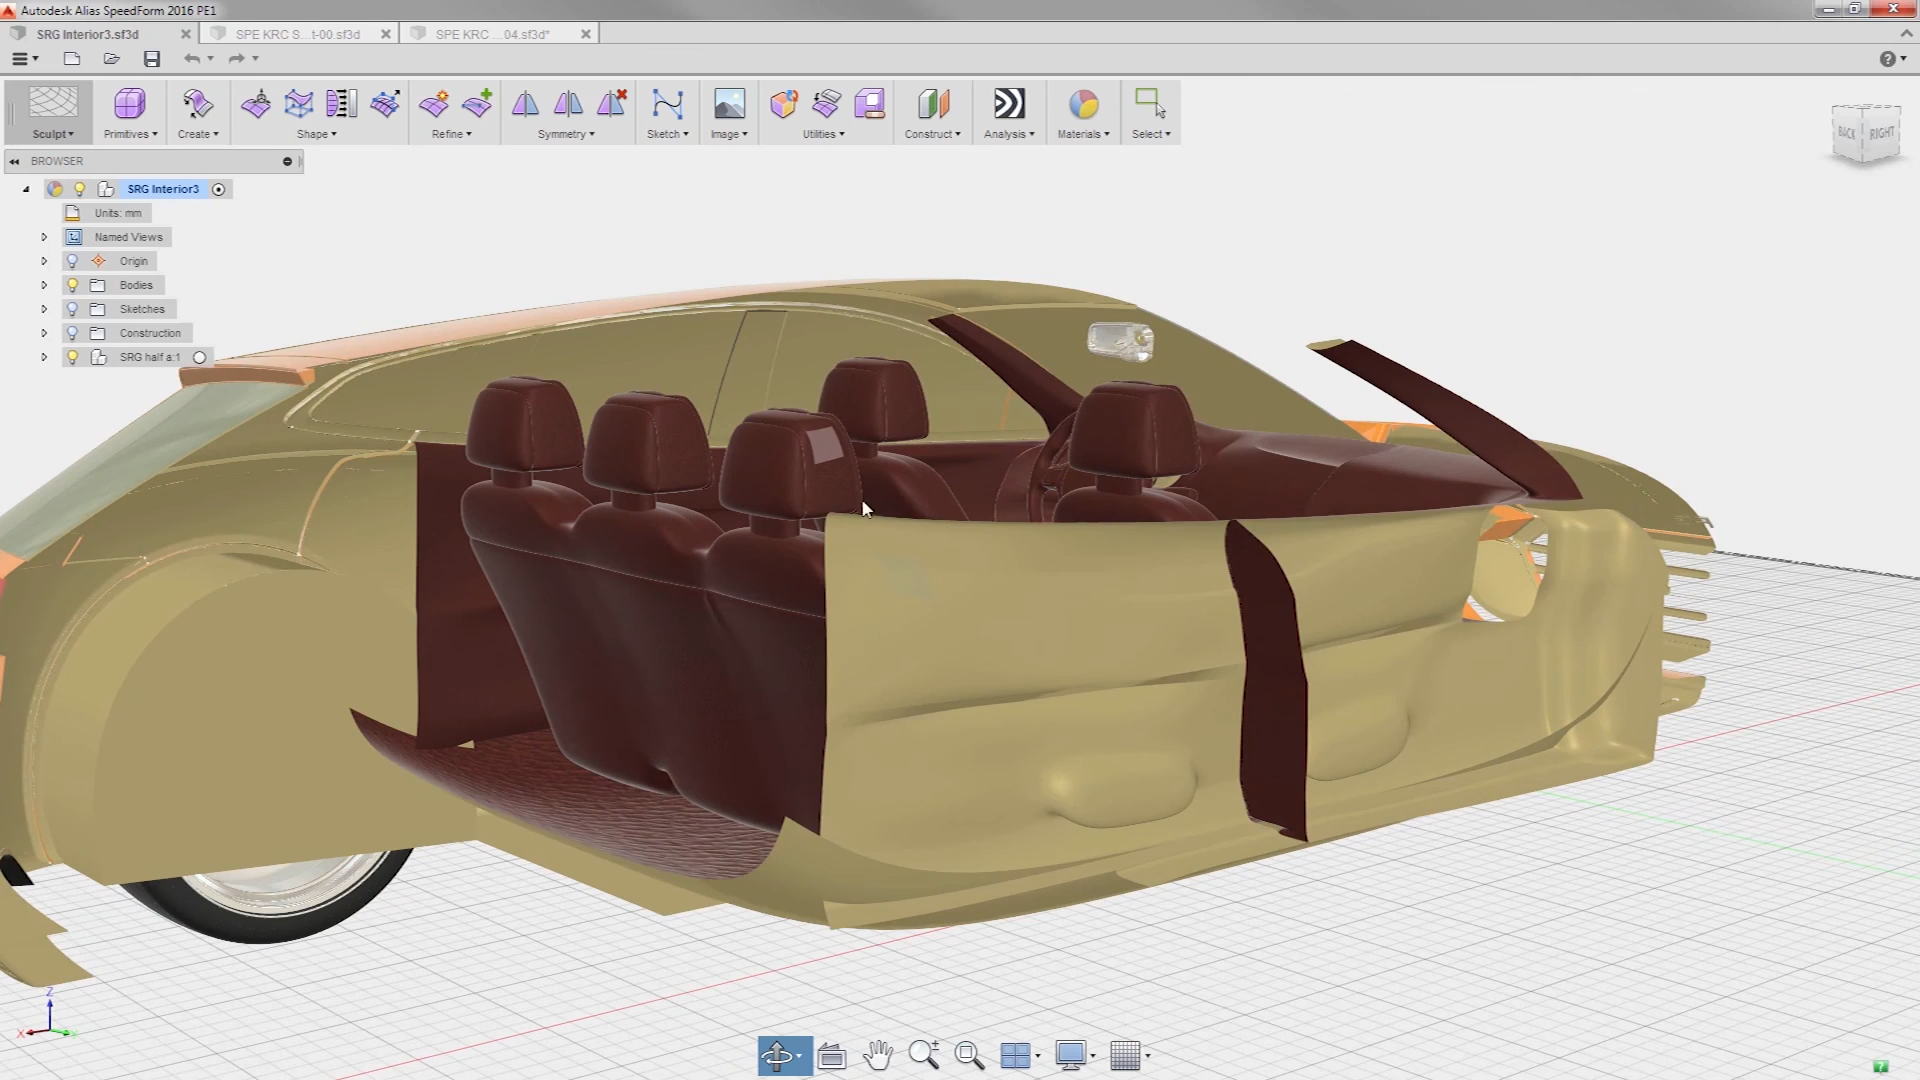 Autodesk Alias SpeedForm 2016 PE1
SRG Interior3.sf3d
SPE KRC S...t-00.sf3d
SPE KRC ...04.sf3d*
Sculpt
Primitives
Create
Shape
Refine
Symmetry
Sketch
Image
Utilities
Construct
Analysis
Materials
Select
BACK
RIGHT
BROWSER
SRG Interior3
Units: mm
Named Views
Origin
Bodies
Sketches
Construction
SRG half a:1
Z
X